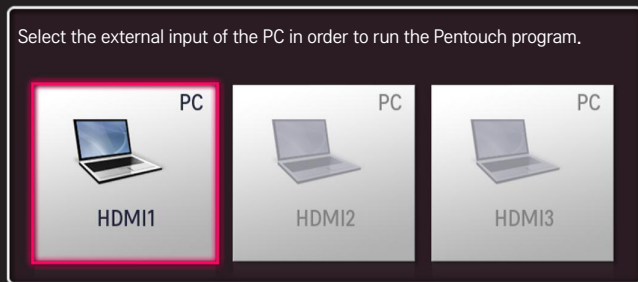 Select the external input of the PC in order to run the Pentouch program.
PC PC PC
HDMI1 HDMI2 HDMI3